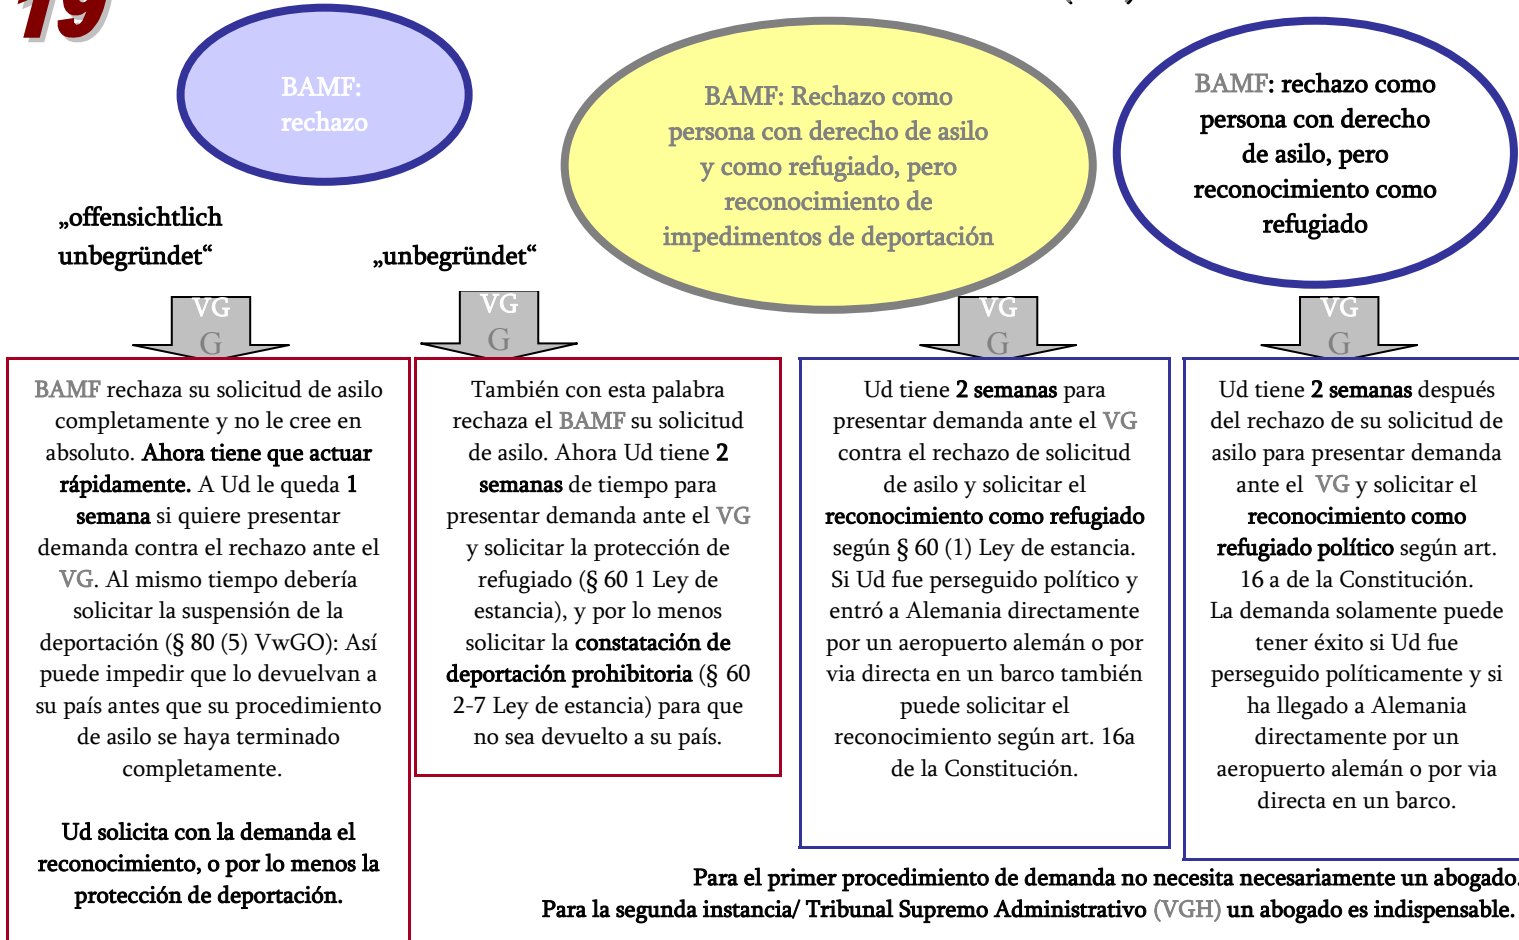 19
BAMF:
rechazo
BAMF: Rechazo como
persona con derecho de asilo
y como refugiado, pero
reconocimiento de
impedimentos de deportación
BAMF: rechazo como
persona con derecho
de asilo, pero
reconocimiento como
refugiado
„offensichtlich
unbegründet“
„unbegründet“
VG
G
VG
G
VG
G
VG
G
BAMF rechaza su solicitud de asilo
completamente y no le cree en
absoluto. Ahora tiene que actuar
rápidamente. A Ud le queda 1
semana si quiere presentar
demanda contra el rechazo ante el
VG. Al mismo tiempo debería
solicitar la suspensión de la
deportación (§ 80 (5) VwGO): Así
puede impedir que lo devuelvan a
su país antes que su procedimiento
de asilo se haya terminado
completamente.
Ud solicita con la demanda el
reconocimiento, o por lo menos la
protección de deportación.
También con esta palabra
rechaza el BAMF su solicitud
de asilo. Ahora Ud tiene 2
semanas de tiempo para
presentar demanda ante el VG
y solicitar la protección de
refugiado (§ 60 1 Ley de
estancia), y por lo menos
solicitar la constatación de
deportación prohibitoria (§ 60
2-7 Ley de estancia) para que
no sea devuelto a su país.
Ud tiene 2 semanas para
presentar demanda ante el VG
contra el rechazo de solicitud
de asilo y solicitar el
reconocimiento como refugiado
según § 60 (1) Ley de estancia.
Si Ud fue perseguido político y
entró a Alemania directamente
por un aeropuerto alemán o por
via directa en un barco también
puede solicitar el
reconocimiento según art. 16a
de la Constitución.
Ud tiene 2 semanas después
del rechazo de su solicitud de
asilo para presentar demanda
ante el VG y solicitar el
reconocimiento como
refugiado político según art.
16 a de la Constitución.
La demanda solamente puede
tener éxito si Ud fue
perseguido políticamente y si
ha llegado a Alemania
directamente por un
aeropuerto alemán o por via
directa en un barco.
Para el primer procedimiento de demanda no necesita necesariamente un abogado.
Para la segunda instancia/ Tribunal Supremo Administrativo (VGH) un abogado es indispensable.